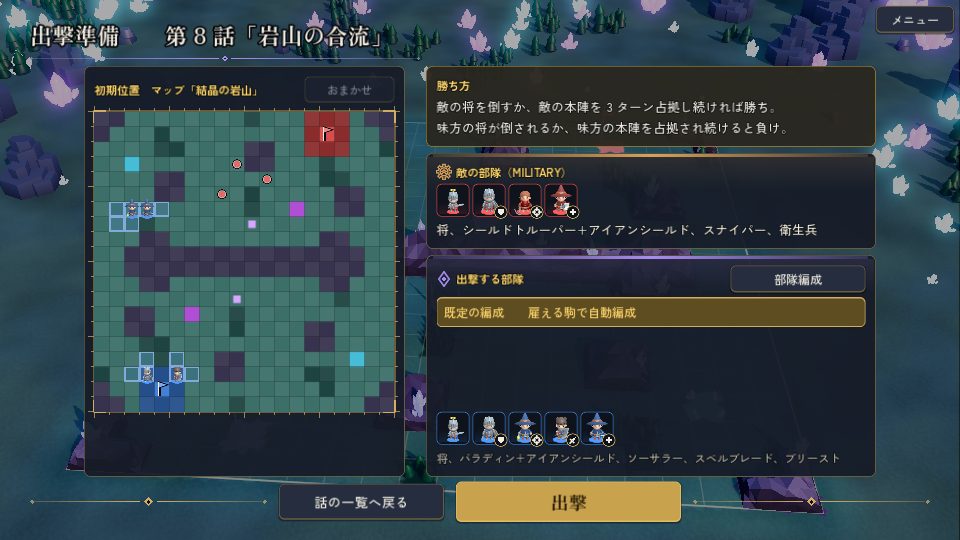 出撃準備　第８話「岩山の合流」
メニュー
初期位置　マップ「結晶の岩山」
おまかせ
勝ち方
敵の将を倒すか、敵の本陣を 3 ターン占拠し続ければ勝ち。
味方の将が倒されるか、味方の本陣を占拠され続けると負け。
敵の部隊（MILITARY）
将、シールドトルーパー＋アイアンシールド、スナイパー、衛生兵
出撃する部隊
部隊編成
既定の編成　雇える駒で自動編成
将、パラディン＋アイアンシールド、ソーサラー、スペルブレード、プリースト
話の一覧へ戻る
出撃